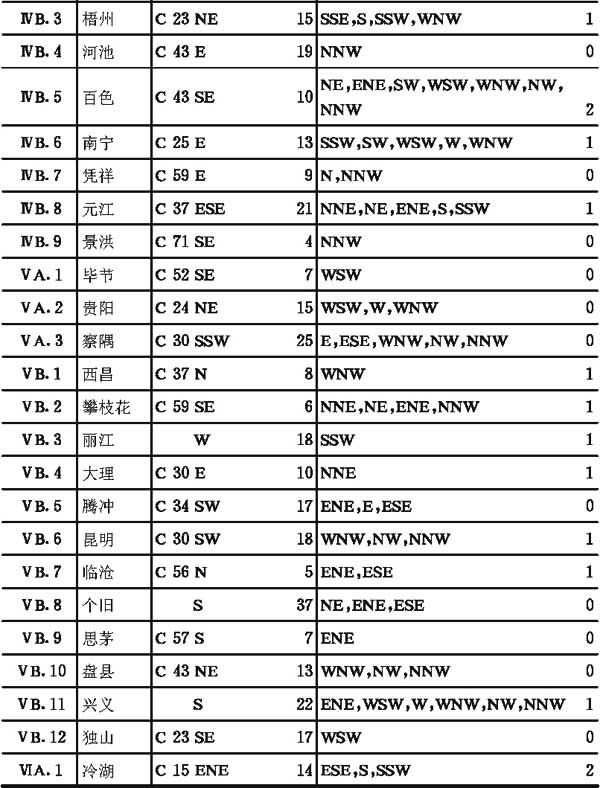 ⅣB.3 梧州 C 23 NE 15 SSE,S,SSW,WNW 1
ⅣB.4 河池 C 43 E 19 NNW 0
ⅣB.5 百色 C 43 SE 10 NE,ENE,SW,WSW,WNW,NW,
NNW 2
ⅣB.6 南宁 C 25 E 13 SSW,SW,WSW,W,WNW 1
ⅣB.7 凭祥 C 59 E 9 N,NNW 0
ⅣB.8 元江 C 37 ESE 21 NNE,NE,ENE,S,SSW 1
ⅣB.9 景洪 C 71 SE 4 NNW 0
ⅤA.1 毕节 C 52 SE 7 WSW 0
ⅤA.2 贵阳 C 24 NE 15 WSW,W,WNW 0
ⅤA.3 察隅 C 30 SSW 25 E,ESE,WNW,NW,NNW 0
ⅤB.1 西昌 C 37 N 8 WNW 1
ⅤB.2 攀枝花 C 59 SE 6 NNE,NE,ENE,NNW 1
ⅤB.3 丽江 W 18 SSW 1
ⅤB.4 大理 C 30 E 10 NNE 1
ⅤB.5 腾冲 C 34 SW 17 ENE,E,ESE 0
ⅤB.6 昆明 C 30 SW 18 WNW,NW,NNW 1
ⅤB.7 临沧 C 56 N 5 ENE,ESE 1
ⅤB.8 个旧 S 37 NE,ENE,ESE 0
ⅤB.9 思茅 C 57 S 7 ENE 0
ⅤB.10 盘县 C 43 NE 13 WNW,NW,NNW 0
ⅤB.11 兴义 S 22 ENE,WSW,W,WNW,NW,NNW 1
ⅤB.12 独山 C 23 SE 17 WSW 0
ⅥA.1 冷湖 C 15 ENE 14 ESE,S,SSW 2